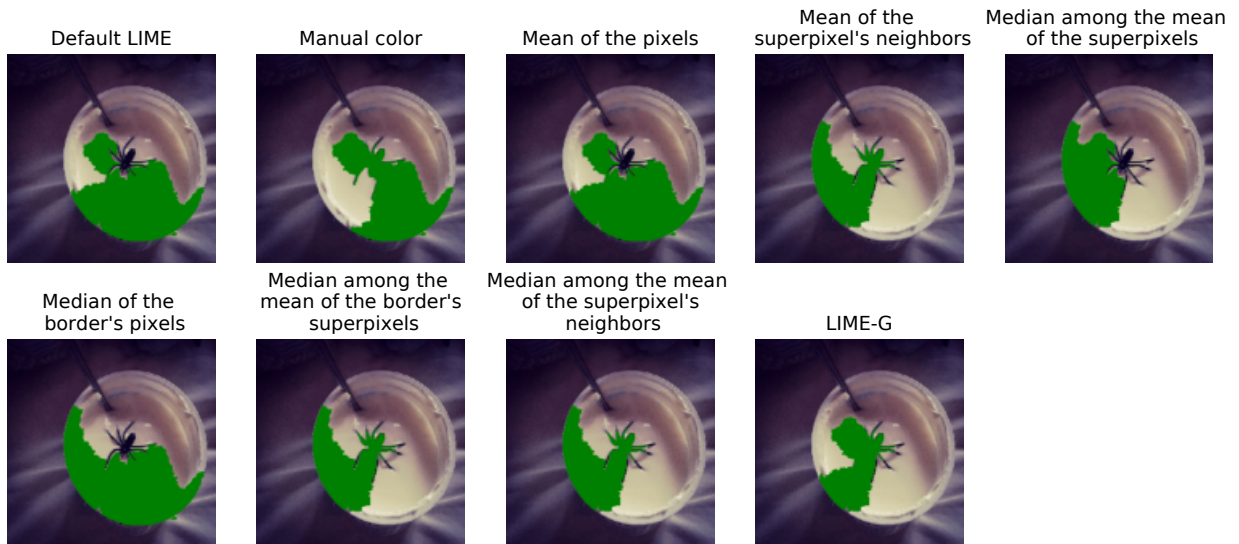 Default LIME
Manual color
Mean of the pixels
Mean of the
superpixel's neighbors
Median among the mean
of the superpixels
Median of the
border's pixels
Median among the
mean of the border's
superpixels
Median among the mean
of the superpixel's
neighbors
LIME-G